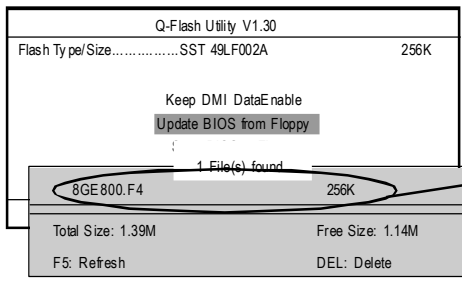 Q-Flash Utility V1.30
Flash Type/Size.................SST 49LF002A 256K
Keep DMI DataEnable
Update BIOS from Floppy
1 File(s) found
8GE800.F4 256K
Total Size: 1.39M Free Size: 1.14M
F5: Refresh DEL: Delete